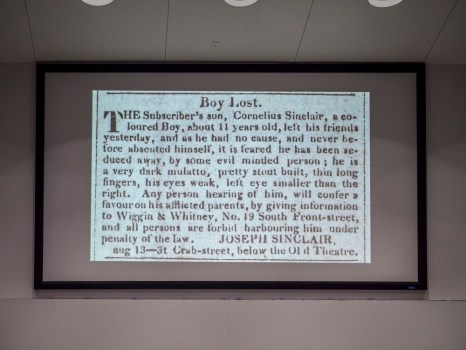 Boy Lost.
THE Subscriber's son, Cornelius Sinclair, a co-
loured Boy, about 11 years old, left his friends
yesterday, and as he had no cause, and never be-
fore absented himself, it is feared he has been se-
duced away, by some evil minded person; he is
a very dark mulatto, pretty stout built, thin long
fingers, his eyes weak, left eye smaller than the
right. Any person hearing of him, will confer a
favour on his afflicted parents, by giving information
to Wiggin & Whitney, No. 19 South Front-street,
and all persons are forbid harbouring him under
penalty of the law. JOSEPH SINCLAIR,
aug 13—3t Crab-street, below the Old Theatre.